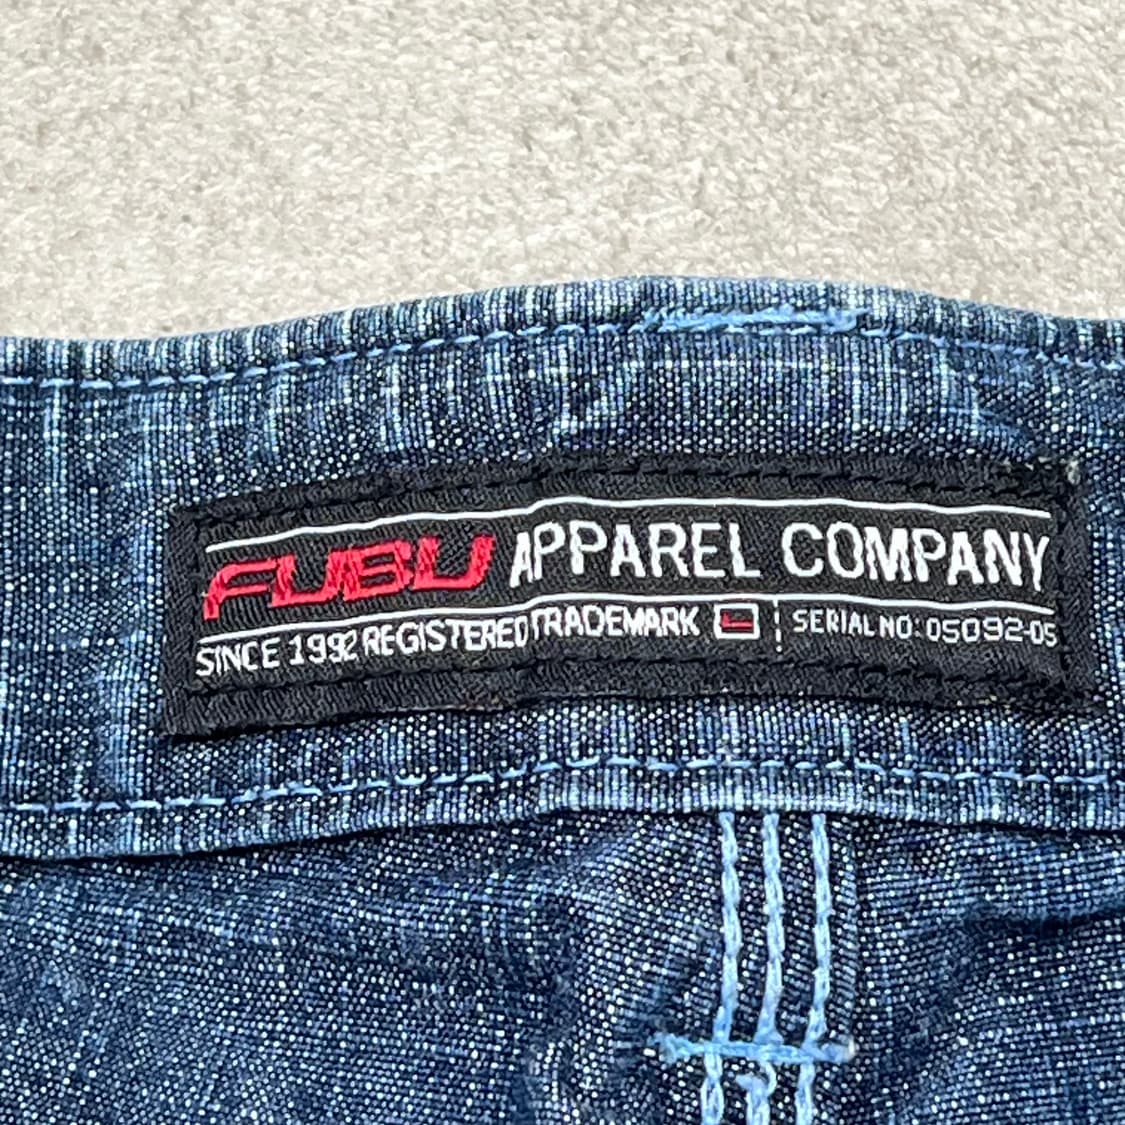 FUBU APPAREL COMPANY
SINCE 1992 REGISTERED TRADEMARK SERIAL NO: 05092-05